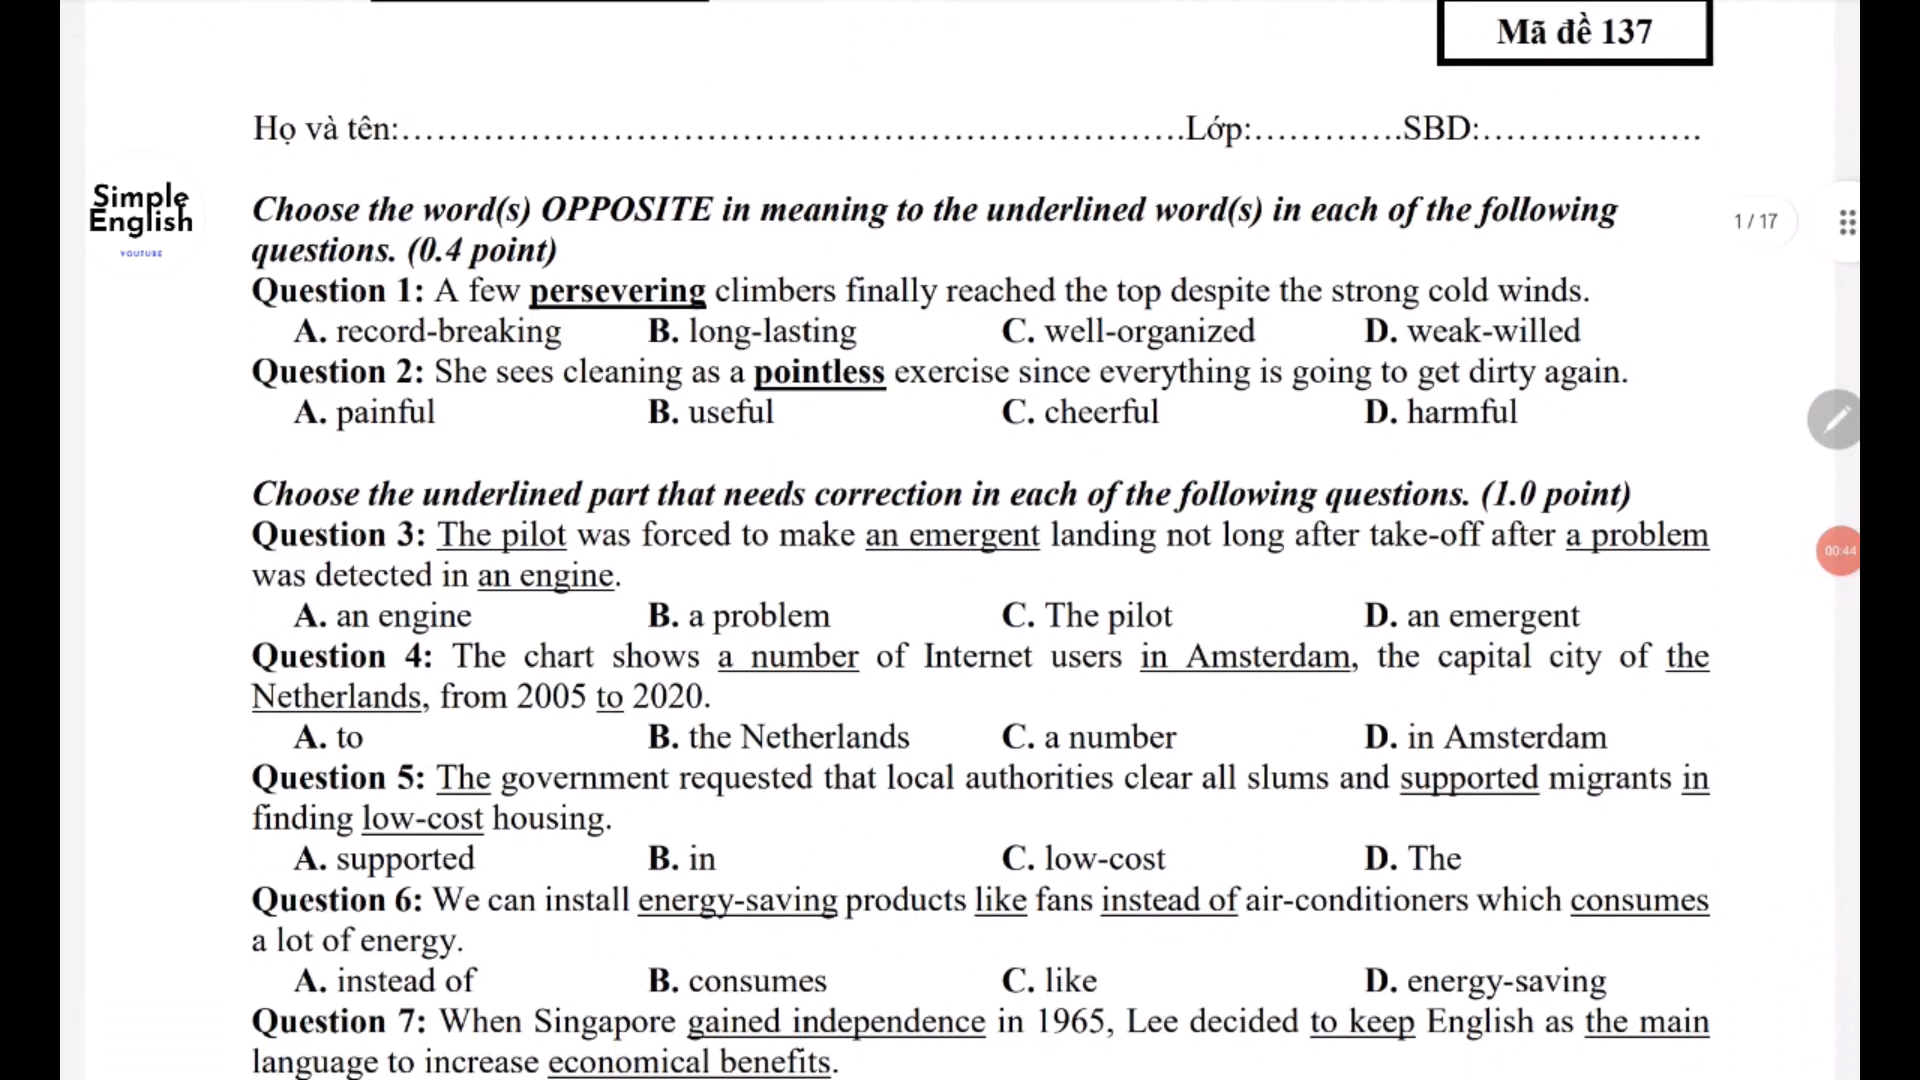 Mã đề 137
Họ và tên:……………………………………………………………………Lớp:………….SBD:………………….
Simple
English
YOUTUBE
Choose the word(s) OPPOSITE in meaning to the underlined word(s) in each of the following
questions. (0.4 point)
1 / 17
Question 1: A few persevering climbers finally reached the top despite the strong cold winds.
A. record-breaking B. long-lasting C. well-organized D. weak-willed
Question 2: She sees cleaning as a pointless exercise since everything is going to get dirty again.
A. painful B. useful C. cheerful D. harmful
Choose the underlined part that needs correction in each of the following questions. (1.0 point)
Question 3: The pilot was forced to make an emergent landing not long after take-off after a problem
was detected in an engine.
00:44
A. an engine B. a problem C. The pilot D. an emergent
Question 4: The chart shows a number of Internet users in Amsterdam, the capital city of the
Netherlands, from 2005 to 2020.
A. to B. the Netherlands C. a number D. in Amsterdam
Question 5: The government requested that local authorities clear all slums and supported migrants in
finding low-cost housing.
A. supported B. in C. low-cost D. The
Question 6: We can install energy-saving products like fans instead of air-conditioners which consumes
a lot of energy.
A. instead of B. consumes C. like D. energy-saving
Question 7: When Singapore gained independence in 1965, Lee decided to keep English as the main
language to increase economical benefits.